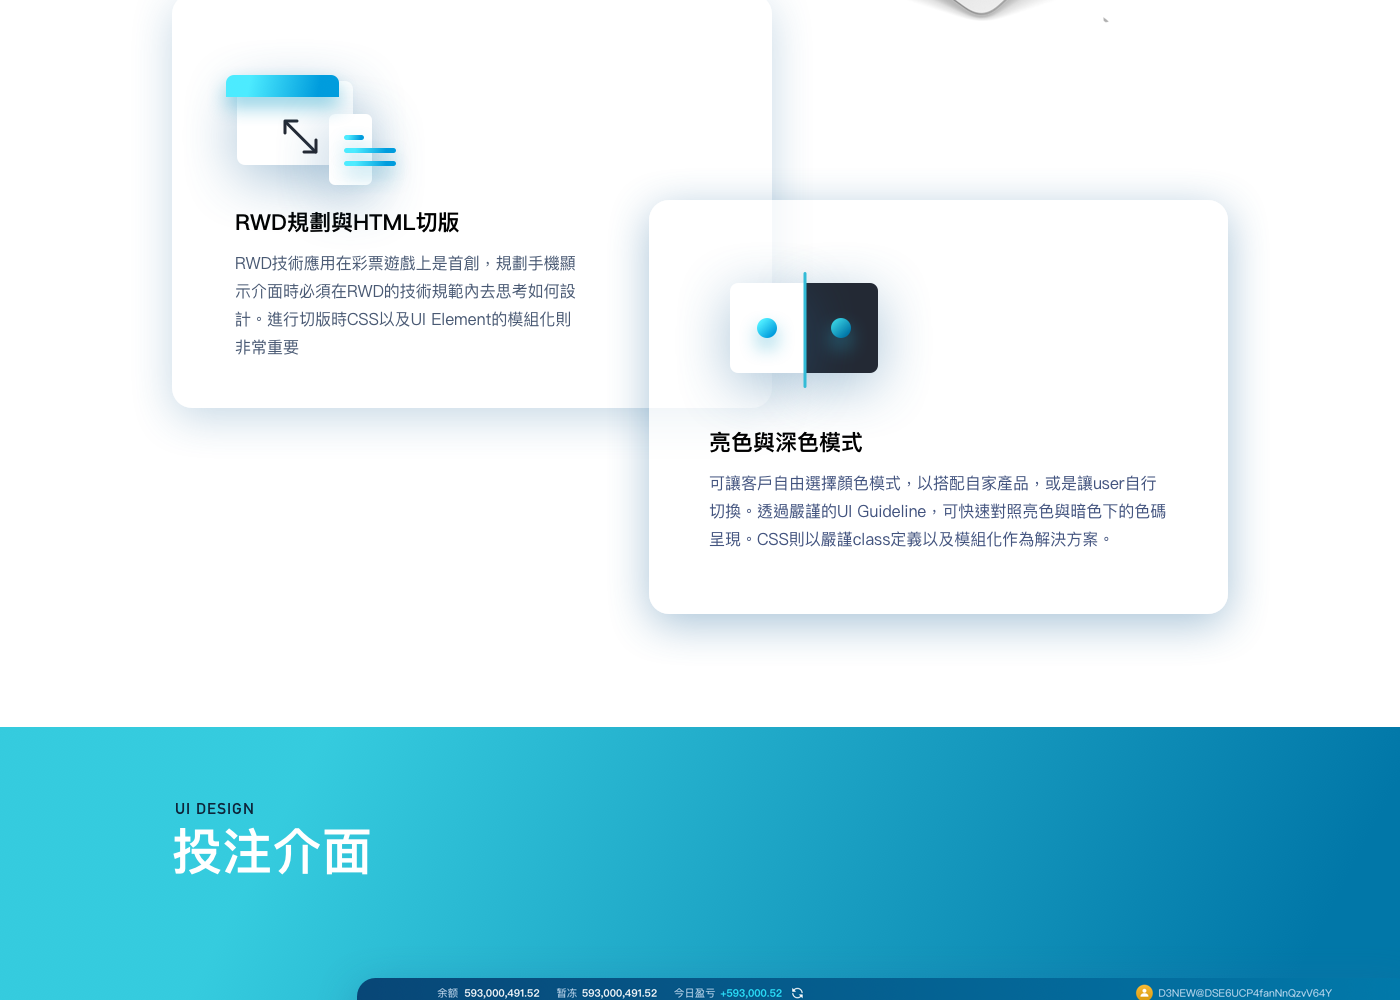 RWD規劃與HTML切版
RWD技術應用在彩票遊戲上是首創，規劃手機顯
示介面時必須在RWD的技術規範內去思考如何設
計。進行切版時CSS以及UI Element的模組化則
非常重要
亮色與深色模式
可讓客戶自由選擇顏色模式，以搭配自家產品，或是讓user自行
切換。透過嚴謹的UI Guideline，可快速對照亮色與暗色下的色碼
呈現。CSS則以嚴謹class定義以及模組化作為解決方案。
UI DESIGN
投注介面
余额 593,000,491.52 暂冻 593,000,491.52 今日盈亏 +593,000.52 D3NEW@DSE6UCP4fanNnQzvV64Y